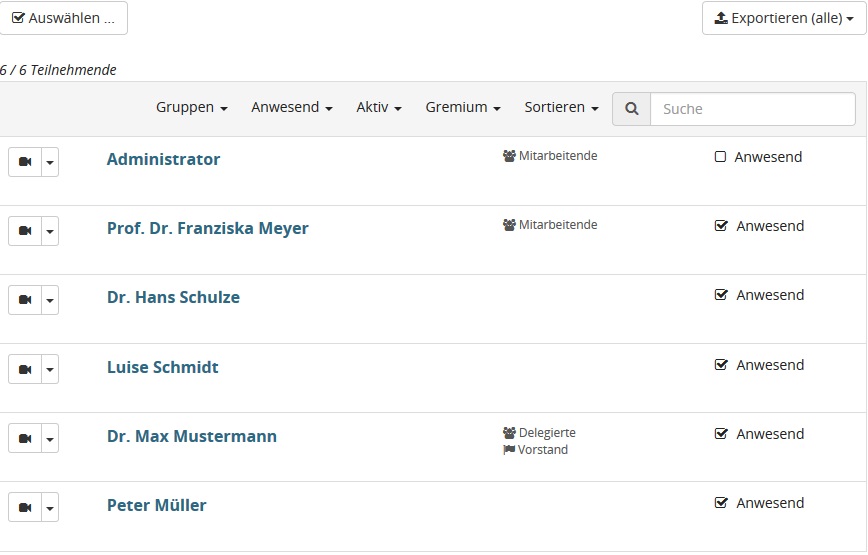 Auswählen ...
Exportieren (alle)
6 / 6 Teilnehmende
Gruppen Anwesend Aktiv Gremium Sortieren Suche
Administrator Mitarbeitende Anwesend
Prof. Dr. Franziska Meyer Mitarbeitende Anwesend
Dr. Hans Schulze Anwesend
Luise Schmidt Anwesend
Dr. Max Mustermann Delegierte Anwesend
Vorstand
Peter Müller Anwesend